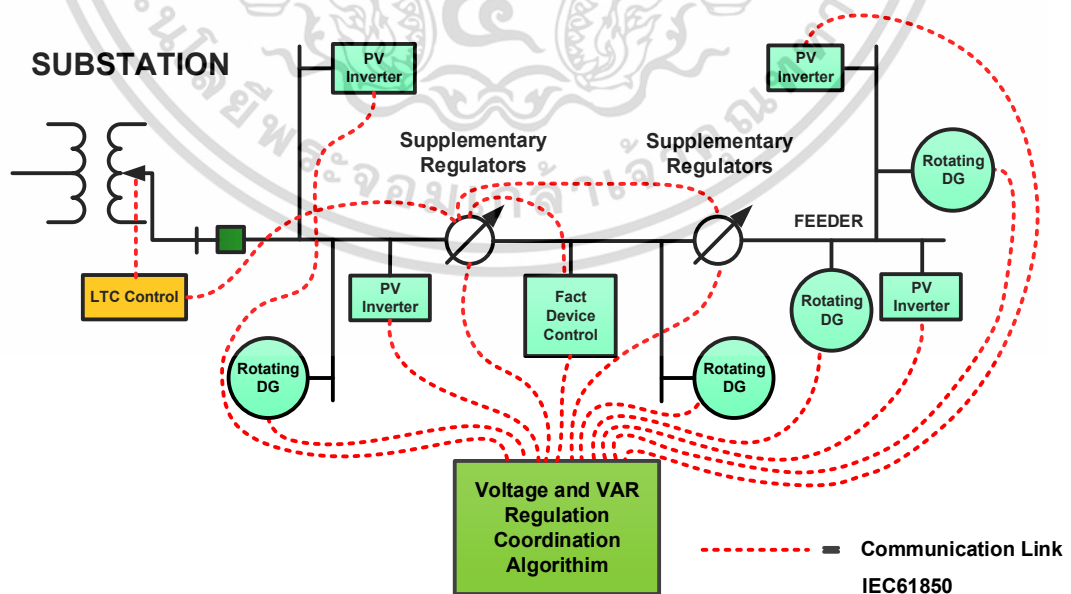 SUBSTATION
PV
Inverter
PV
Inverter
Supplementary
Regulators
Supplementary
Regulators
Rotating
DG
FEEDER
LTC Control
PV
Inverter
Fact
Device
Control
Rotating
DG
PV
Inverter
Rotating
DG
Rotating
DG
Voltage and VAR
Regulation
Coordination
Algorithim
= Communication Link
IEC61850